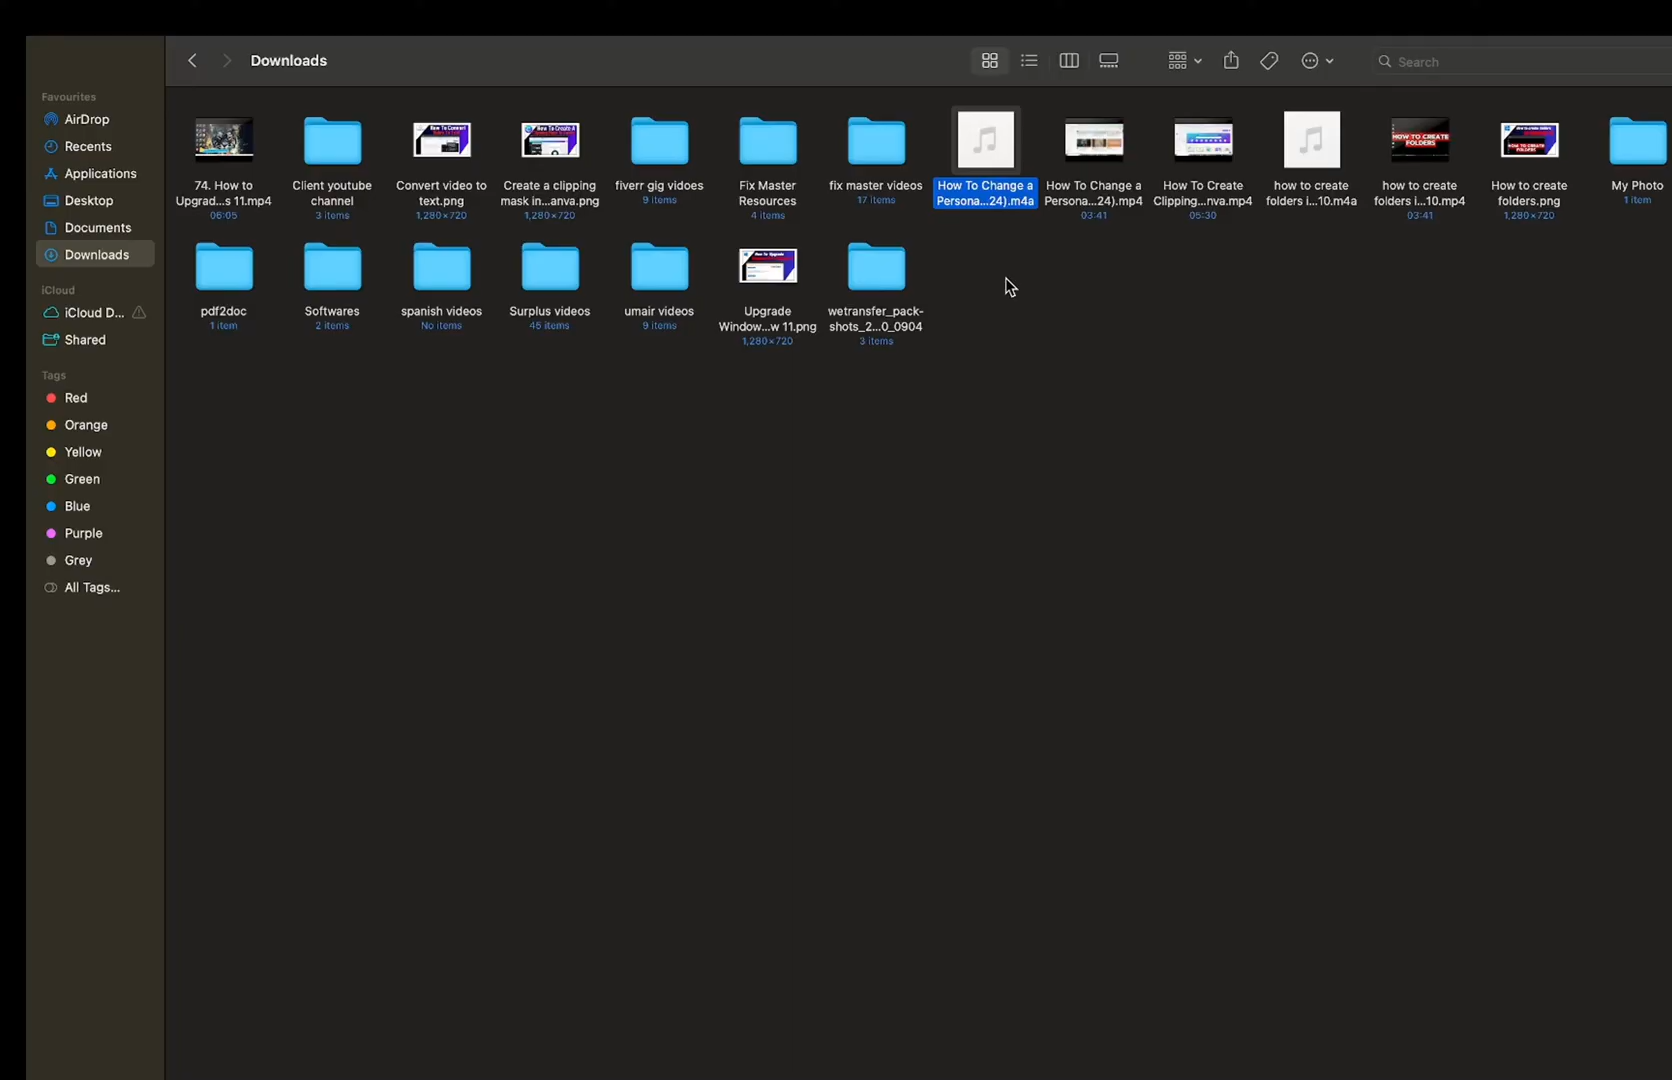 Downloads
Search
Favourites
AirDrop
Recents
Applications
Desktop
Documents
Downloads
iCloud
iCloud D...
Shared
Tags
Red
Orange
Yellow
Green
Blue
Purple
Grey
All Tags...
74. How to
Upgrad...s 11.mp4
06:05
Client youtube
channel
3 items
Convert video to
text.png
1,280×720
Create a clipping
mask in...anva.png
1,280×720
fiverr gig vidoes
9 items
Fix Master
Resources
4 items
fix master videos
17 items
How To Change a
Persona...24).m4a
How To Change a
Persona...24).mp4
03:41
How To Create
Clipping...nva.mp4
05:30
how to create
folders i...10.m4a
HOW TO CREATE
FOLDERS
how to create
folders i...10.mp4
03:41
How to create
folders.png
1,280×720
My Photo
1 item
pdf2doc
1 item
Softwares
2 items
spanish videos
No items
Surplus videos
45 items
umair videos
9 items
Upgrade
Window...w 11.png
1,280×720
wetransfer_pack-
shots_2...0_0904
3 items